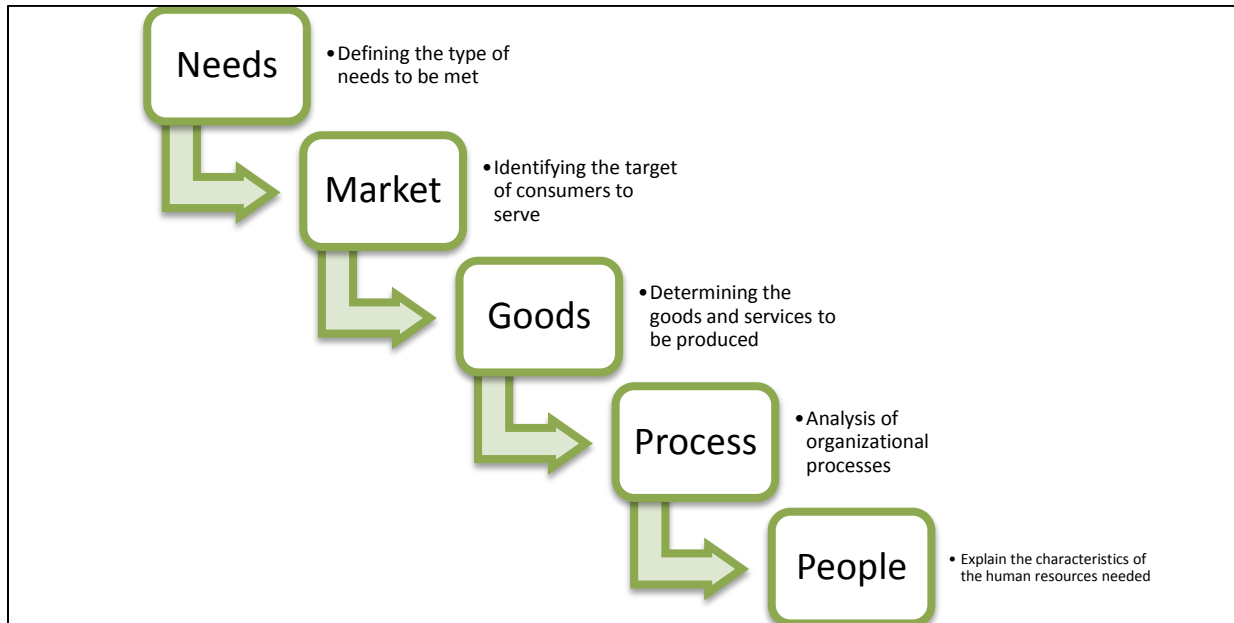 Needs
•Defining the type of
needs to be met
Market
•Identifying the target
of consumers to
serve
Goods
•Determining the
goods and services to
be produced
Process
•Analysis of
organizational
processes
People
• Explain the characteristics of
the human resources needed